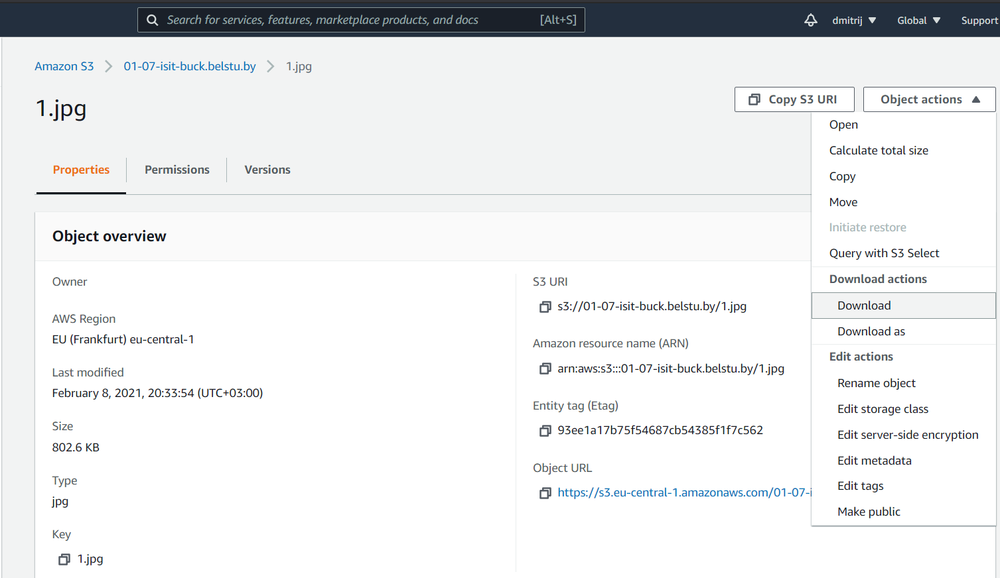 Search for services, features, marketplace products, and docs [Alt+S]
dmitrij Global Support
Amazon S3 01-07-isit-buck.belstu.by 1.jpg
1.jpg
Copy S3 URI
Object actions
Open
Calculate total size
Copy
Move
Initiate restore
Query with S3 Select
Download actions
Download
Download as
Edit actions
Rename object
Edit storage class
Edit server-side encryption
Edit metadata
Edit tags
Make public
Properties Permissions Versions
Object overview
Owner
AWS Region
EU (Frankfurt) eu-central-1
Last modified
February 8, 2021, 20:33:54 (UTC+03:00)
Size
802.6 KB
Type
jpg
Key
1.jpg
S3 URI
s3://01-07-isit-buck.belstu.by/1.jpg
Amazon resource name (ARN)
arn:aws:s3:::01-07-isit-buck.belstu.by/1.jpg
Entity tag (Etag)
93ee1a17b75f54687cb54385f1f7c562
Object URL
https://s3.eu-central-1.amazonaws.com/01-07-i